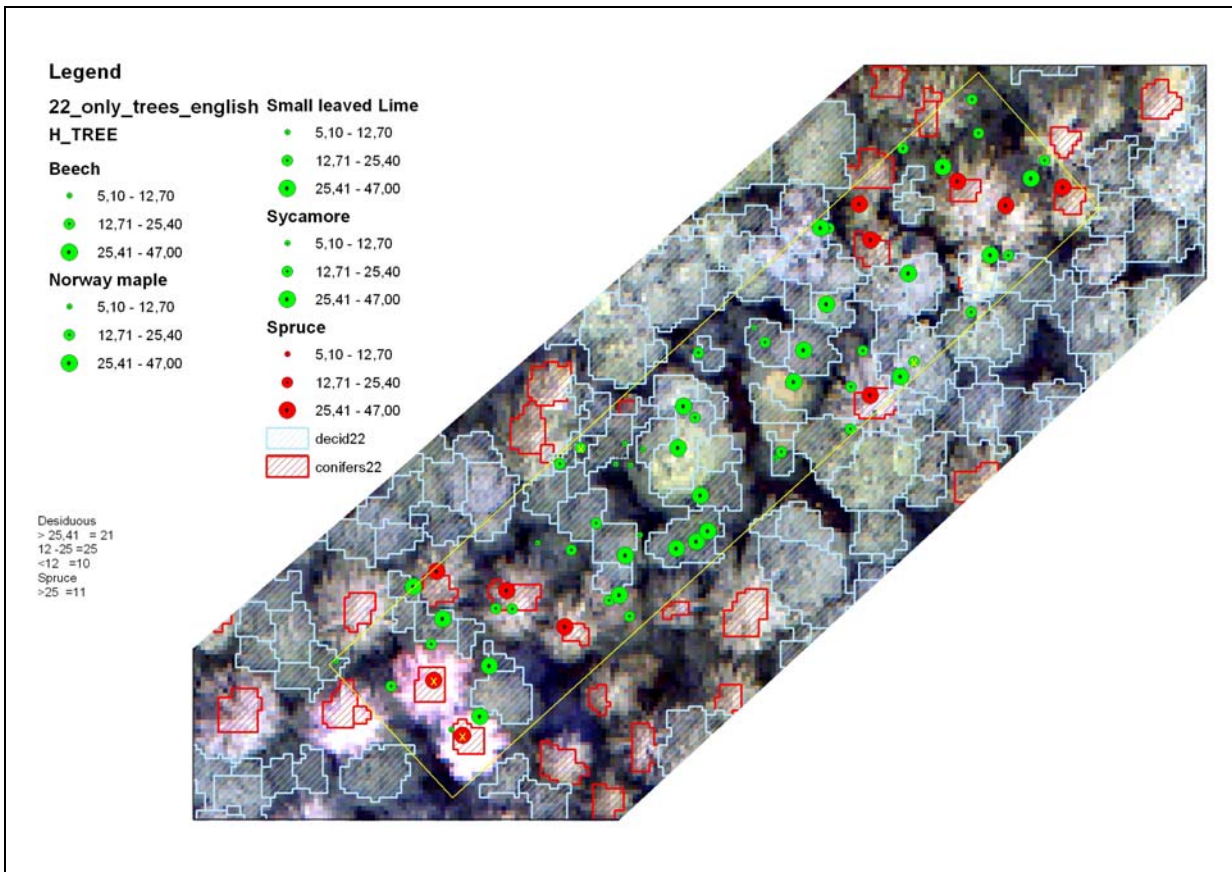 Legend
22_only_trees_english
H_TREE
Beech
5,10 - 12,70
12,71 - 25,40
25,41 - 47,00
Norway maple
5,10 - 12,70
12,71 - 25,40
25,41 - 47,00
Small leaved Lime
5,10 - 12,70
12,71 - 25,40
25,41 - 47,00
Sycamore
5,10 - 12,70
12,71 - 25,40
25,41 - 47,00
Spruce
5,10 - 12,70
12,71 - 25,40
25,41 - 47,00
decid22
conifers22
Desiduous
> 25,41 = 21
12 -25 =25
<12 =10
Spruce
>25 =11
x
x
x
x